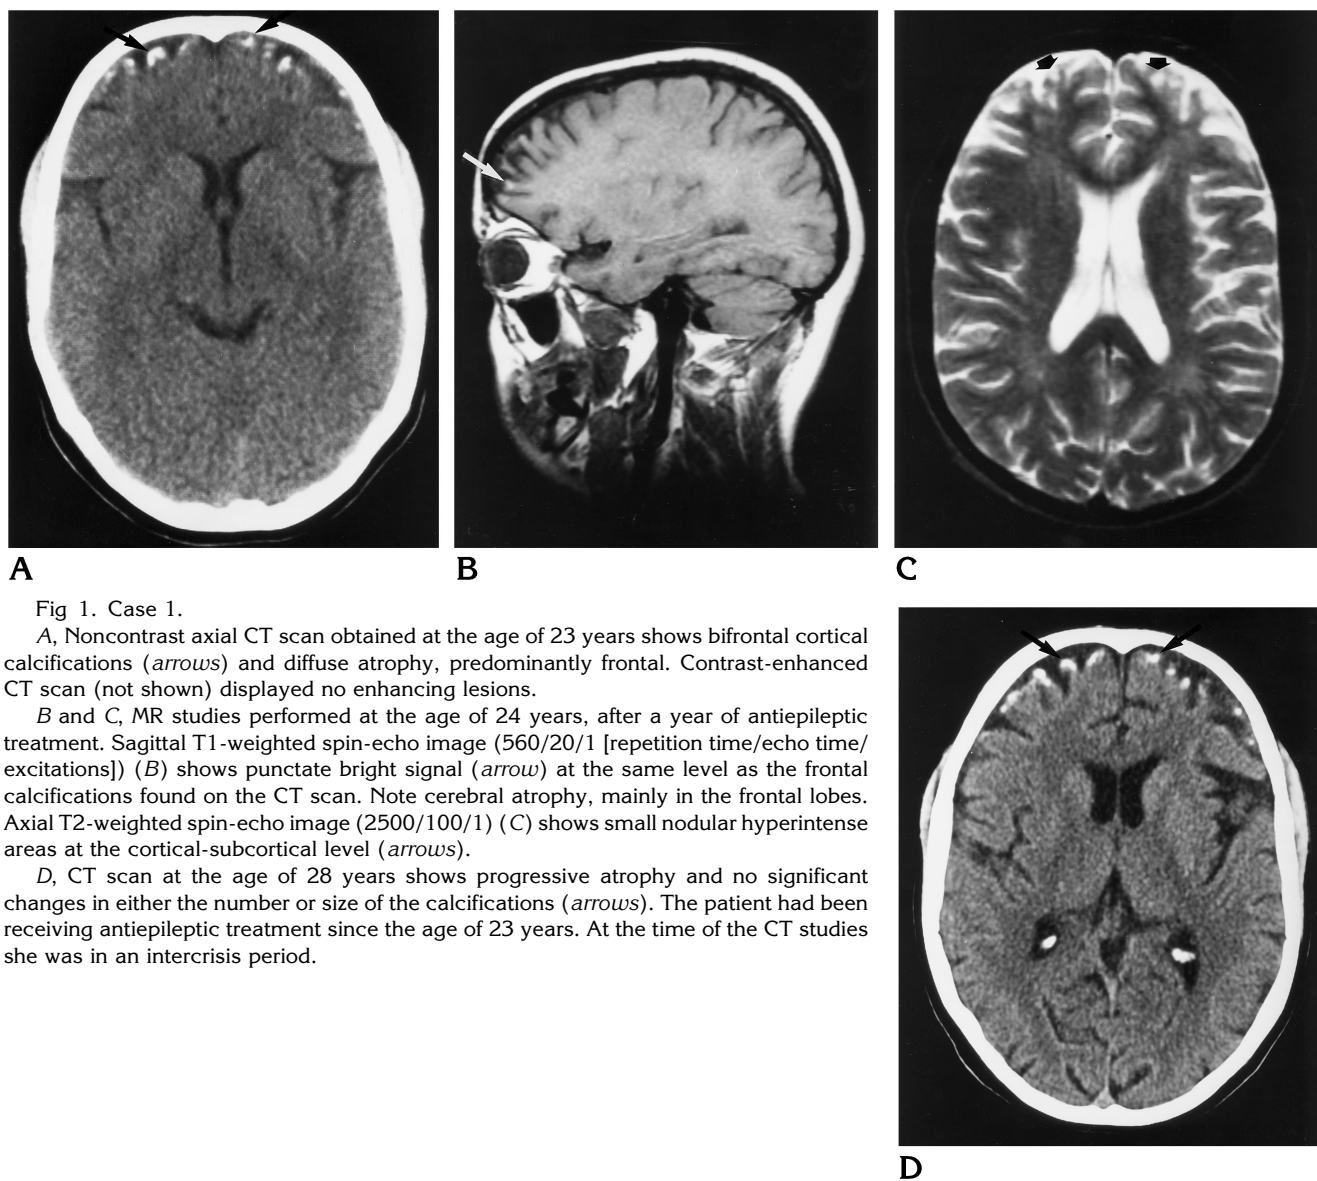 A
B
C
Fig 1. Case 1.
A, Noncontrast axial CT scan obtained at the age of 23 years shows bifrontal cortical
calcifications (arrows) and diffuse atrophy, predominantly frontal. Contrast-enhanced
CT scan (not shown) displayed no enhancing lesions.
B and C, MR studies performed at the age of 24 years, after a year of antiepileptic
treatment. Sagittal T1-weighted spin-echo image (560/20/1 [repetition time/echo time/
excitations]) (B) shows punctate bright signal (arrow) at the same level as the frontal
calcifications found on the CT scan. Note cerebral atrophy, mainly in the frontal lobes.
Axial T2-weighted spin-echo image (2500/100/1) (C) shows small nodular hyperintense
areas at the cortical-subcortical level (arrows).
D, CT scan at the age of 28 years shows progressive atrophy and no significant
changes in either the number or size of the calcifications (arrows). The patient had been
receiving antiepileptic treatment since the age of 23 years. At the time of the CT studies
she was in an intercrisis period.
D